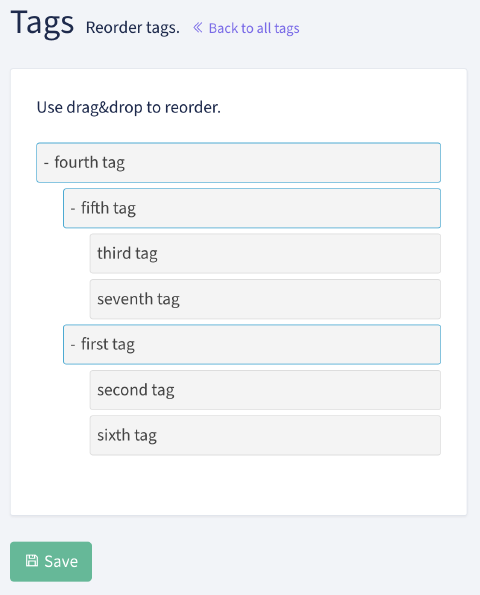 Tags Reorder tags. « Back to all tags
Use drag&drop to reorder.
- fourth tag
- fifth tag
third tag
seventh tag
- first tag
second tag
sixth tag
Save